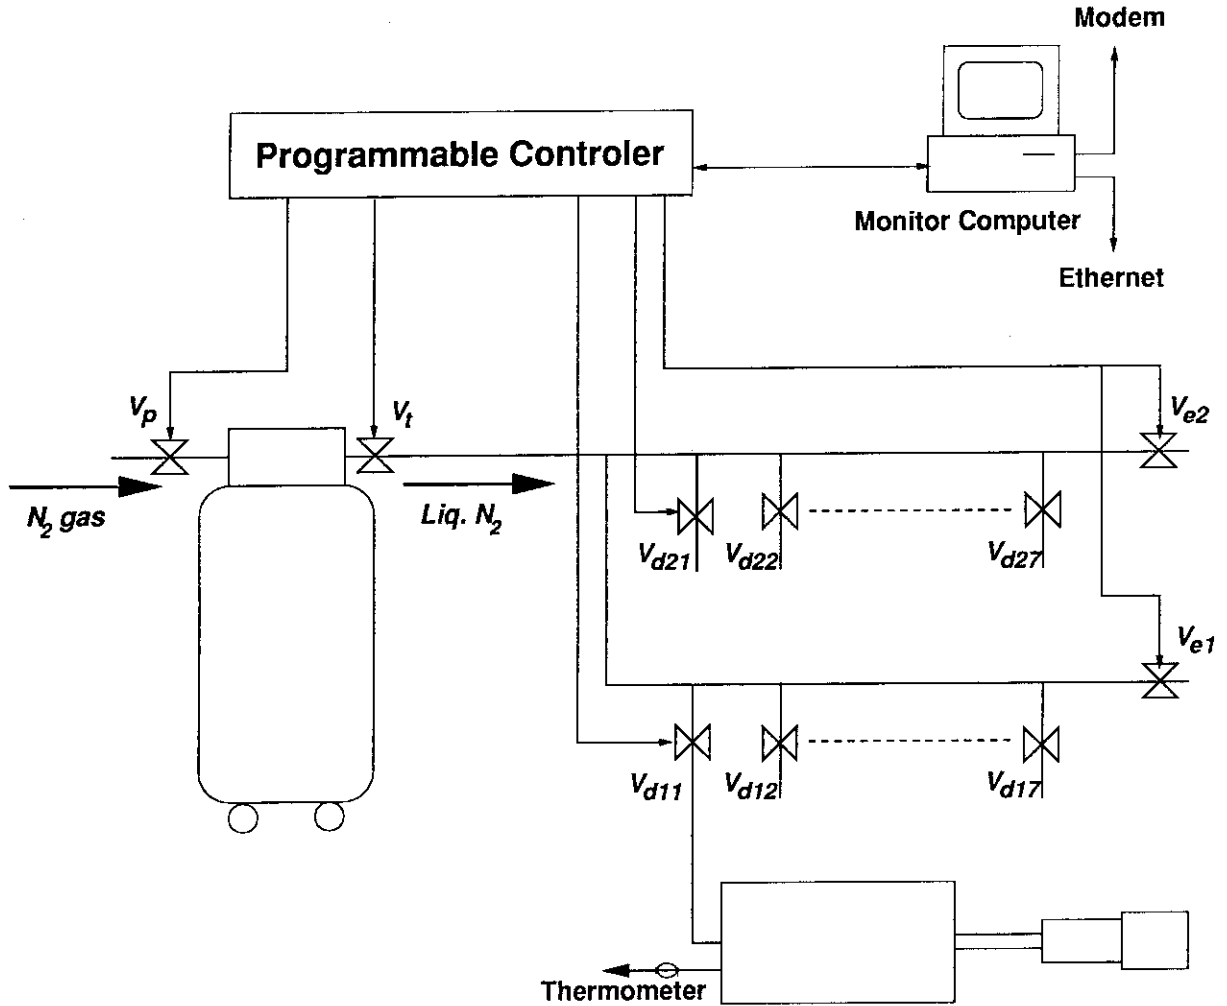 Modem
Programmable Controler
Monitor Computer
Ethernet
Vp
Vt
Ve2
N2 gas
Liq. N2
Vd21
Vd22
Vd27
Ve1
Vd11
Vd12
Vd17
Thermometer